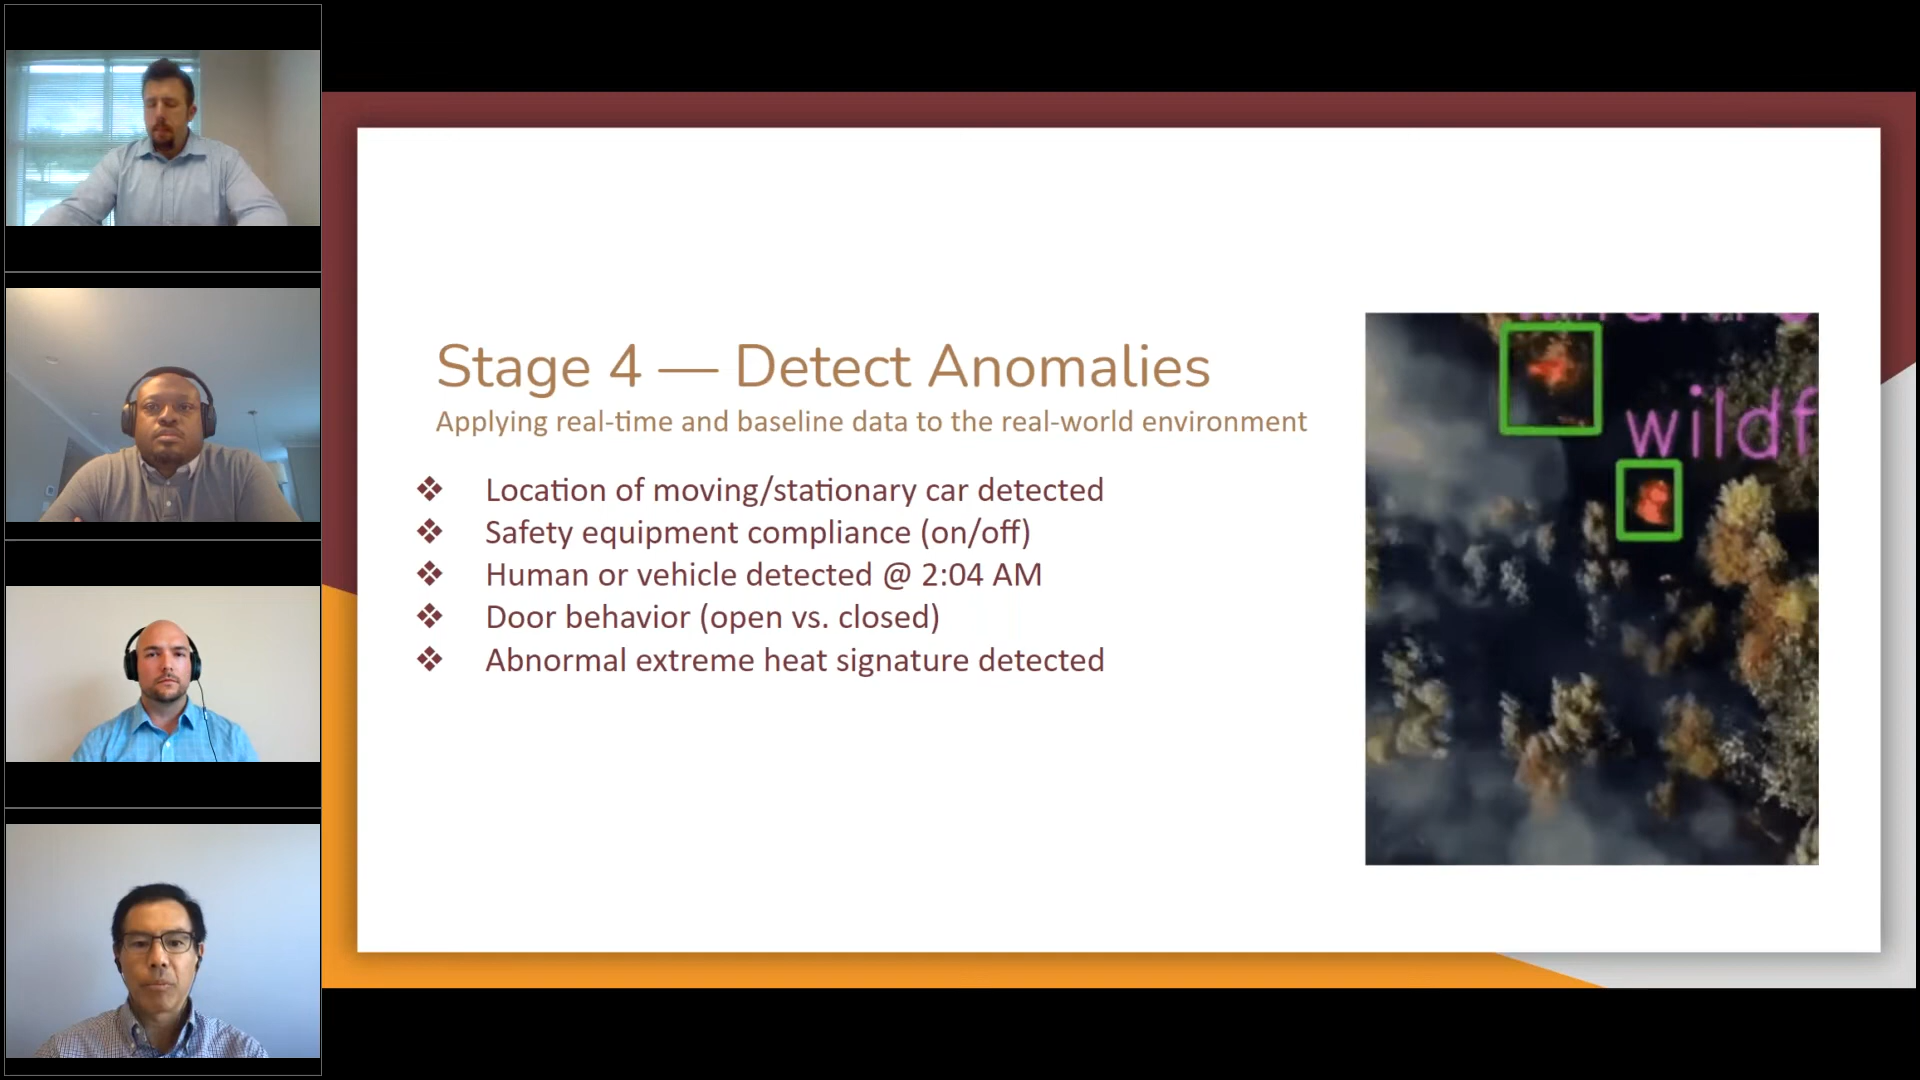 Stage 4 — Detect Anomalies
Applying real-time and baseline data to the real-world environment
❖ Location of moving/stationary car detected
❖ Safety equipment compliance (on/off)
❖ Human or vehicle detected @ 2:04 AM
❖ Door behavior (open vs. closed)
❖ Abnormal extreme heat signature detected
wildf